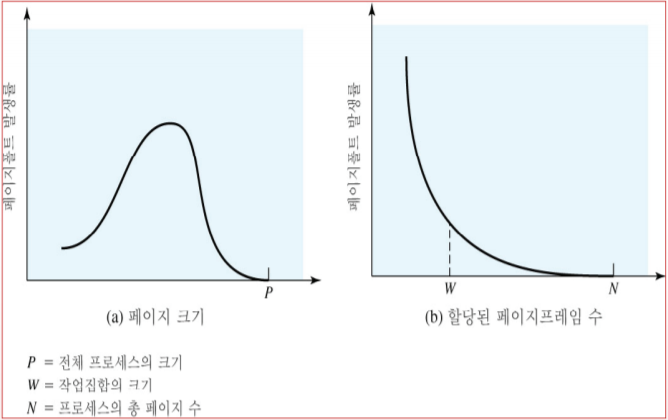 페이지폴트 발생률
P
(a) 페이지 크기
페이지폴트 발생률
W
N
(b) 할당된 페이지프레임 수
P = 전체 프로세스의 크기
W = 작업집합의 크기
N = 프로세스의 총 페이지 수